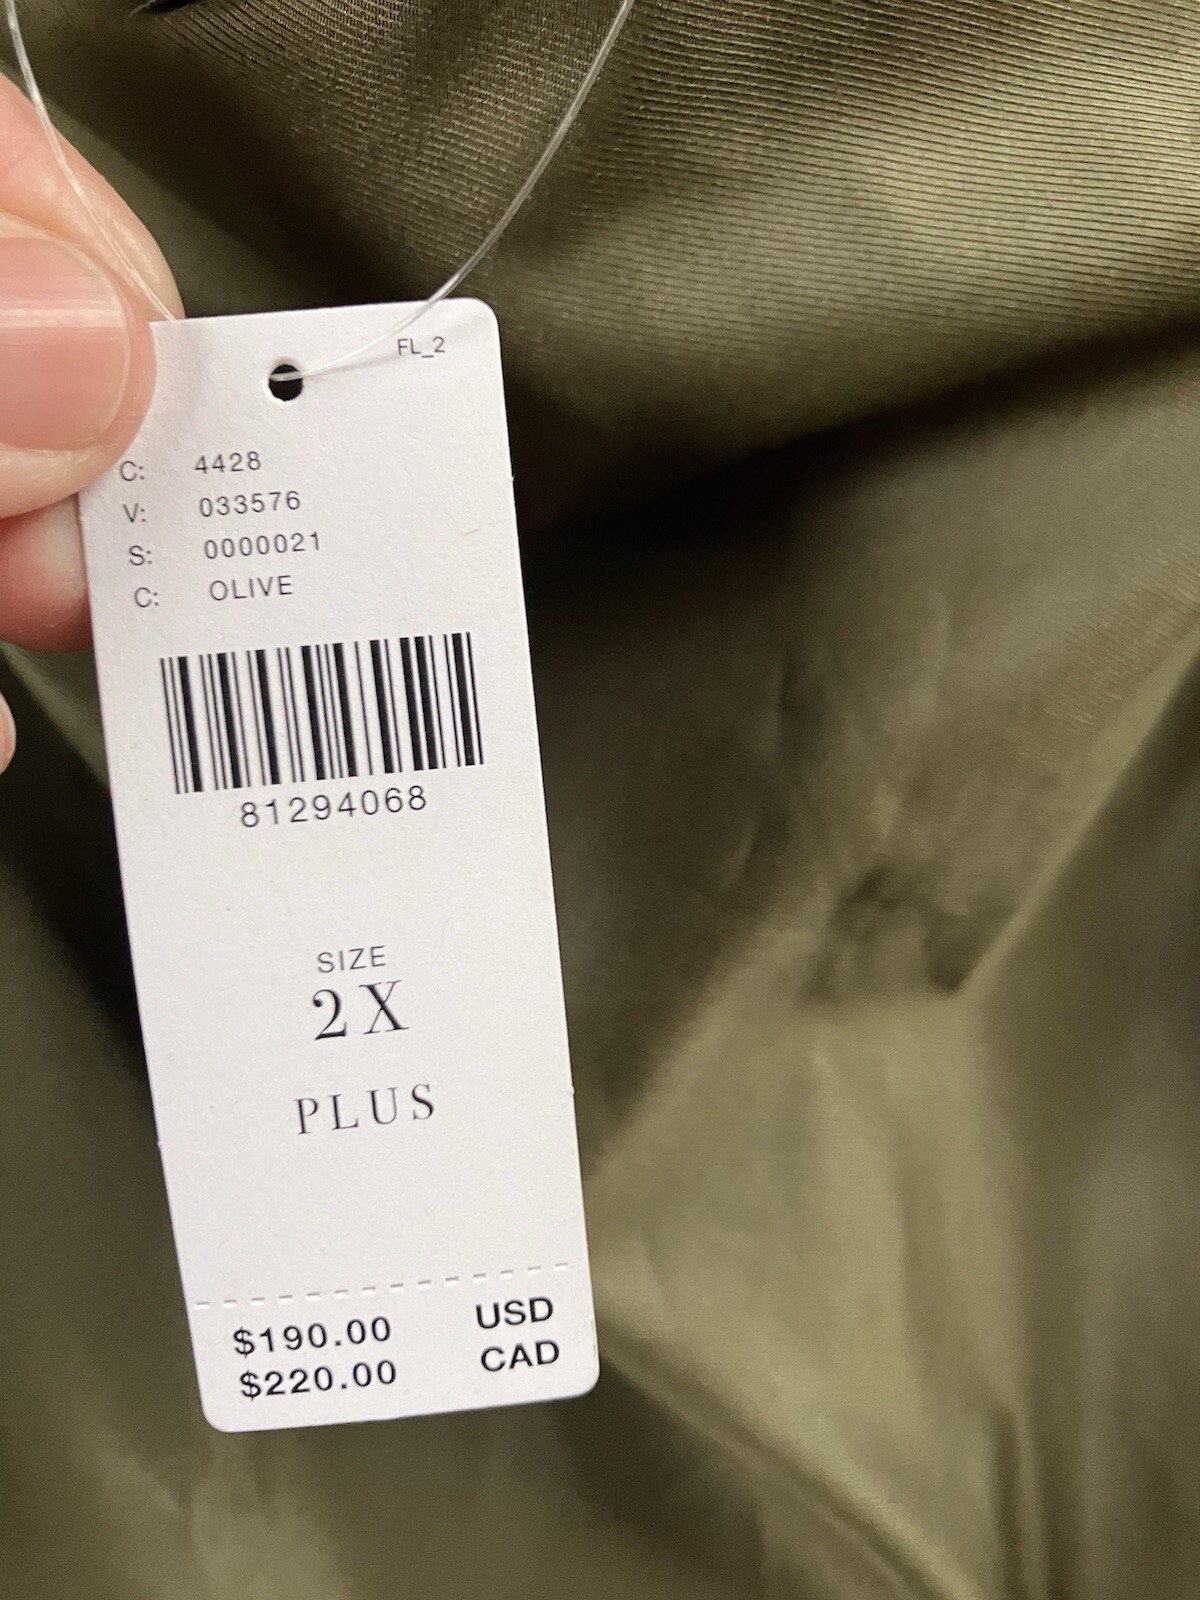 FL_2
C: 4428
V: 033576
S: 0000021
C: OLIVE
81294068
SIZE
2X
PLUS
$190.00 USD
$220.00 CAD